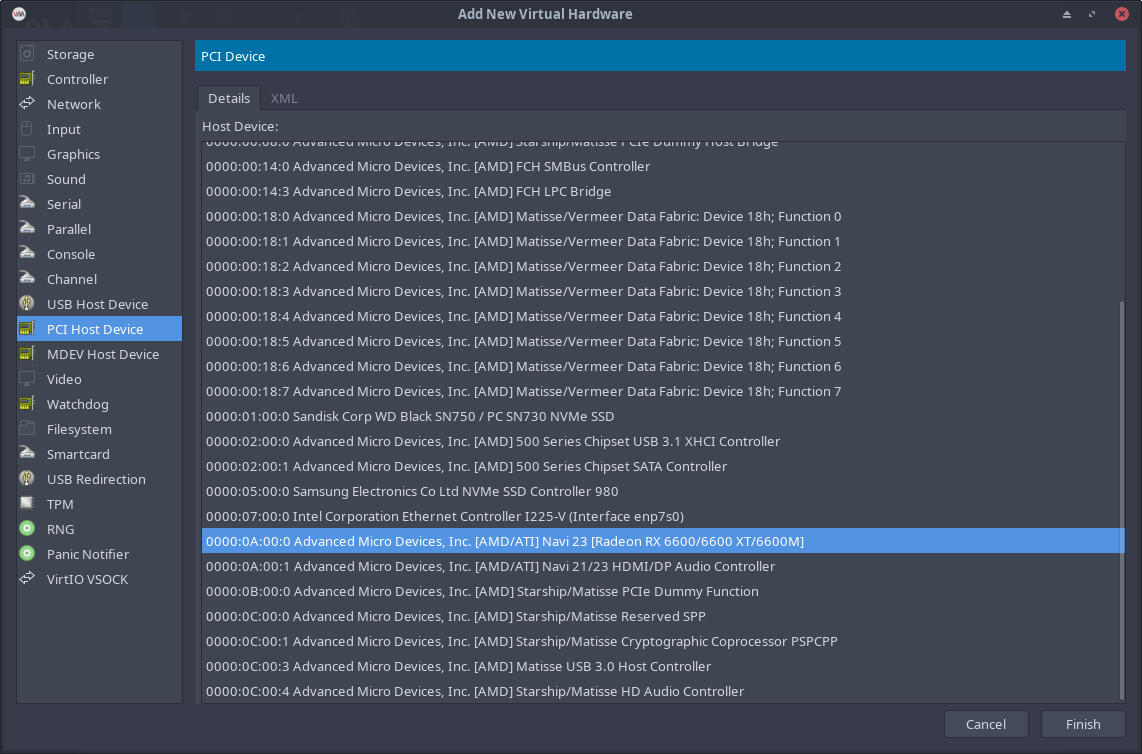 Add New Virtual Hardware
Storage
Controller
Network
Input
Graphics
Sound
Serial
Parallel
Console
Channel
USB Host Device
PCI Host Device
MDEV Host Device
Video
Watchdog
Filesystem
Smartcard
USB Redirection
TPM
RNG
Panic Notifier
VirtIO VSOCK
PCI Device
Details XML
Host Device:
0000:00:08:0 Advanced Micro Devices, Inc. [AMD] Starship/Matisse PCIe Dummy Host Bridge
0000:00:14:0 Advanced Micro Devices, Inc. [AMD] FCH SMBus Controller
0000:00:14:3 Advanced Micro Devices, Inc. [AMD] FCH LPC Bridge
0000:00:18:0 Advanced Micro Devices, Inc. [AMD] Matisse/Vermeer Data Fabric: Device 18h; Function 0
0000:00:18:1 Advanced Micro Devices, Inc. [AMD] Matisse/Vermeer Data Fabric: Device 18h; Function 1
0000:00:18:2 Advanced Micro Devices, Inc. [AMD] Matisse/Vermeer Data Fabric: Device 18h; Function 2
0000:00:18:3 Advanced Micro Devices, Inc. [AMD] Matisse/Vermeer Data Fabric: Device 18h; Function 3
0000:00:18:4 Advanced Micro Devices, Inc. [AMD] Matisse/Vermeer Data Fabric: Device 18h; Function 4
0000:00:18:5 Advanced Micro Devices, Inc. [AMD] Matisse/Vermeer Data Fabric: Device 18h; Function 5
0000:00:18:6 Advanced Micro Devices, Inc. [AMD] Matisse/Vermeer Data Fabric: Device 18h; Function 6
0000:00:18:7 Advanced Micro Devices, Inc. [AMD] Matisse/Vermeer Data Fabric: Device 18h; Function 7
0000:01:00:0 Sandisk Corp WD Black SN750 / PC SN730 NVMe SSD
0000:02:00:0 Advanced Micro Devices, Inc. [AMD] 500 Series Chipset USB 3.1 XHCI Controller
0000:02:00:1 Advanced Micro Devices, Inc. [AMD] 500 Series Chipset SATA Controller
0000:05:00:0 Samsung Electronics Co Ltd NVMe SSD Controller 980
0000:07:00:0 Intel Corporation Ethernet Controller I225-V (Interface enp7s0)
0000:0A:00:0 Advanced Micro Devices, Inc. [AMD/ATI] Navi 23 [Radeon RX 6600/6600 XT/6600M]
0000:0A:00:1 Advanced Micro Devices, Inc. [AMD/ATI] Navi 21/23 HDMI/DP Audio Controller
0000:0B:00:0 Advanced Micro Devices, Inc. [AMD] Starship/Matisse PCIe Dummy Function
0000:0C:00:0 Advanced Micro Devices, Inc. [AMD] Starship/Matisse Reserved SPP
0000:0C:00:1 Advanced Micro Devices, Inc. [AMD] Starship/Matisse Cryptographic Coprocessor PSPCPP
0000:0C:00:3 Advanced Micro Devices, Inc. [AMD] Matisse USB 3.0 Host Controller
0000:0C:00:4 Advanced Micro Devices, Inc. [AMD] Starship/Matisse HD Audio Controller
Cancel Finish